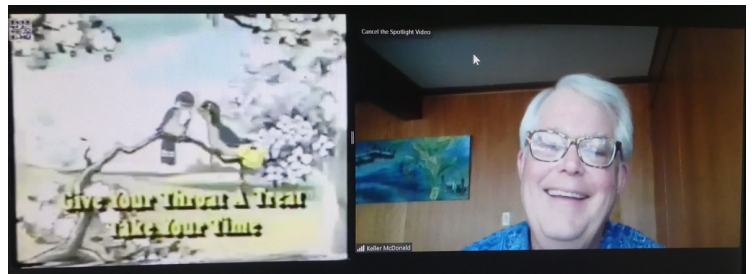 Give Your Throat A Treat
Take Your Time
Cancel the Spotlight Video
Keller McDonald